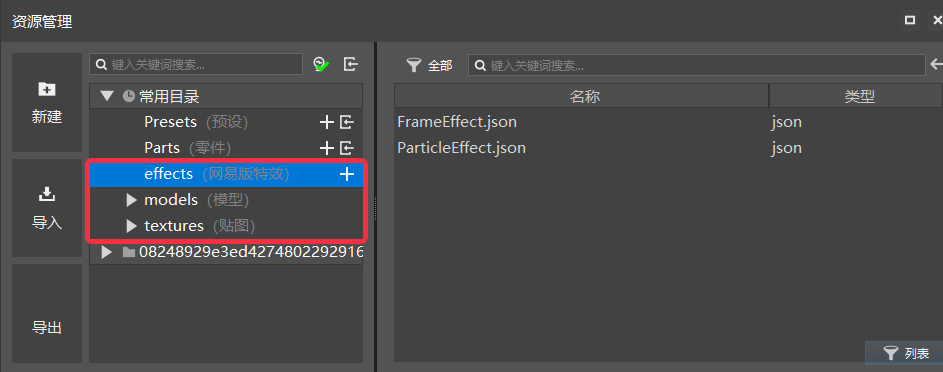 资源管理
新建
导入
导出
键入关键词搜索...
常用目录
Presets (预设)
Parts (零件)
effects (网易版特效)
models (模型)
textures (贴图)
08248929e3ed4274802292916
全部
键入关键词搜索...
名称 类型
FrameEffect.json json
ParticleEffect.json json
列表